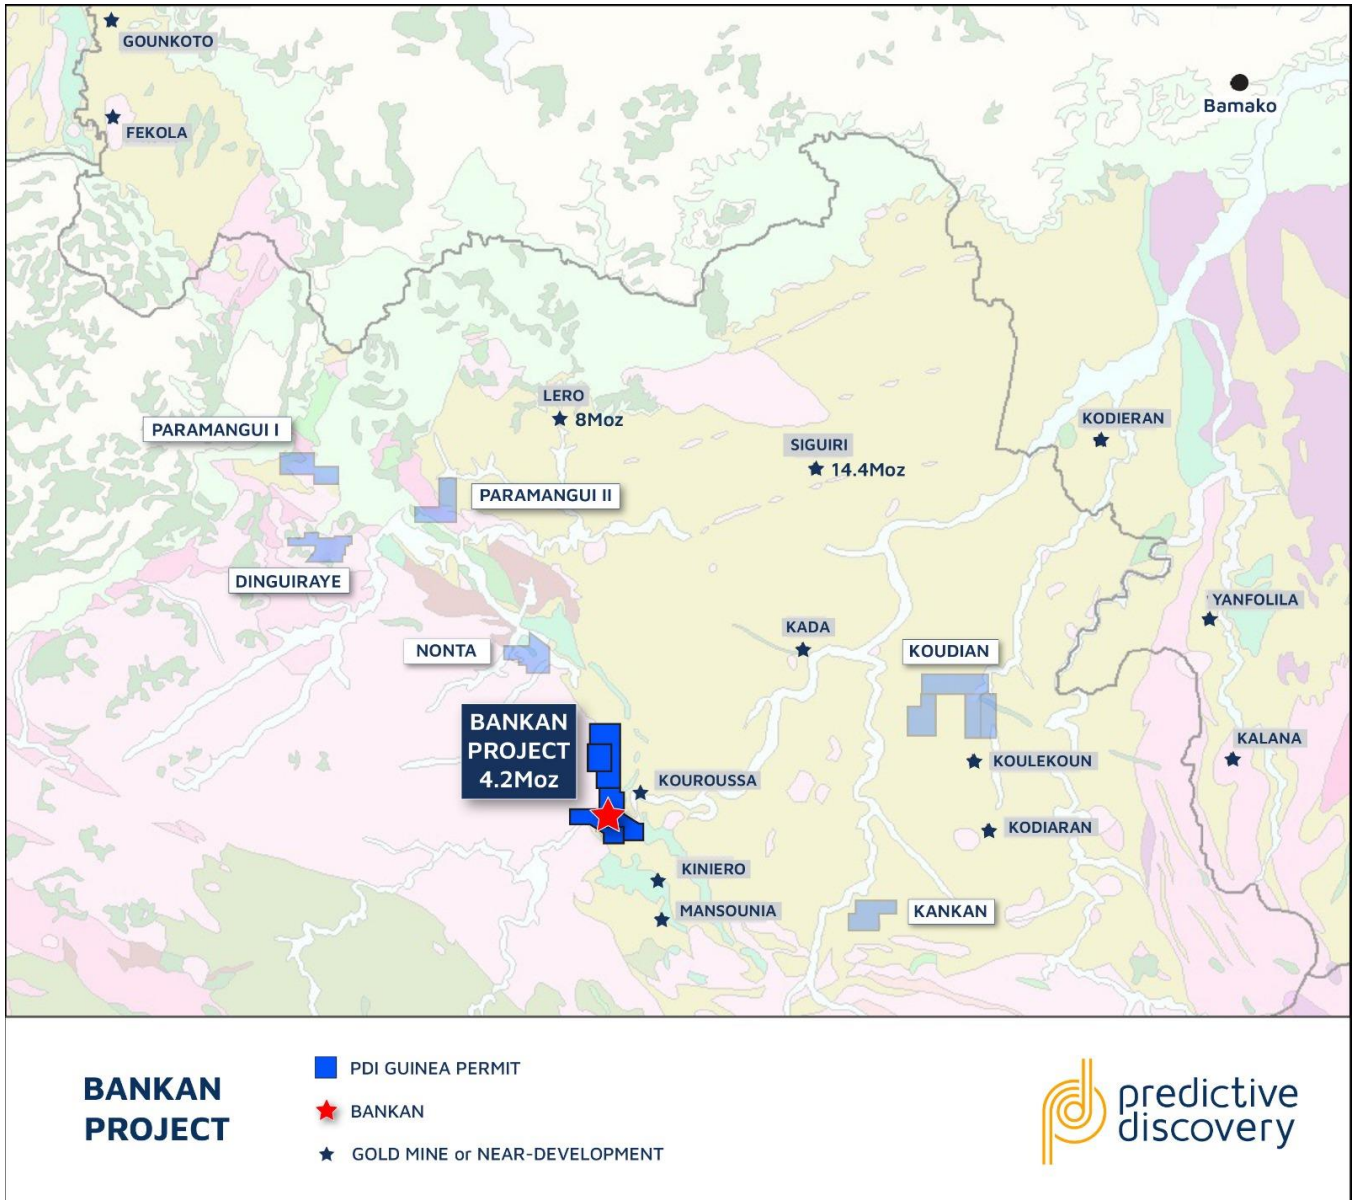 GOUNKOTO
FEKOLA
Bamako
LERO
8Moz
KODIERAN
PARAMANGUI I
SIGUIRI
14.4Moz
PARAMANGUI II
DINGUIRAYE
YANFOLILA
KADA
NONTA
KOUDIAN
BANKAN
PROJECT
4.2Moz
KALANA
KOULEKOUN
KOUROUSSA
KODIARAN
KINIERO
MANSOUNIA
KANKAN
BANKAN
PROJECT
PDI GUINEA PERMIT
BANKAN
GOLD MINE or NEAR-DEVELOPMENT
predictive
discovery